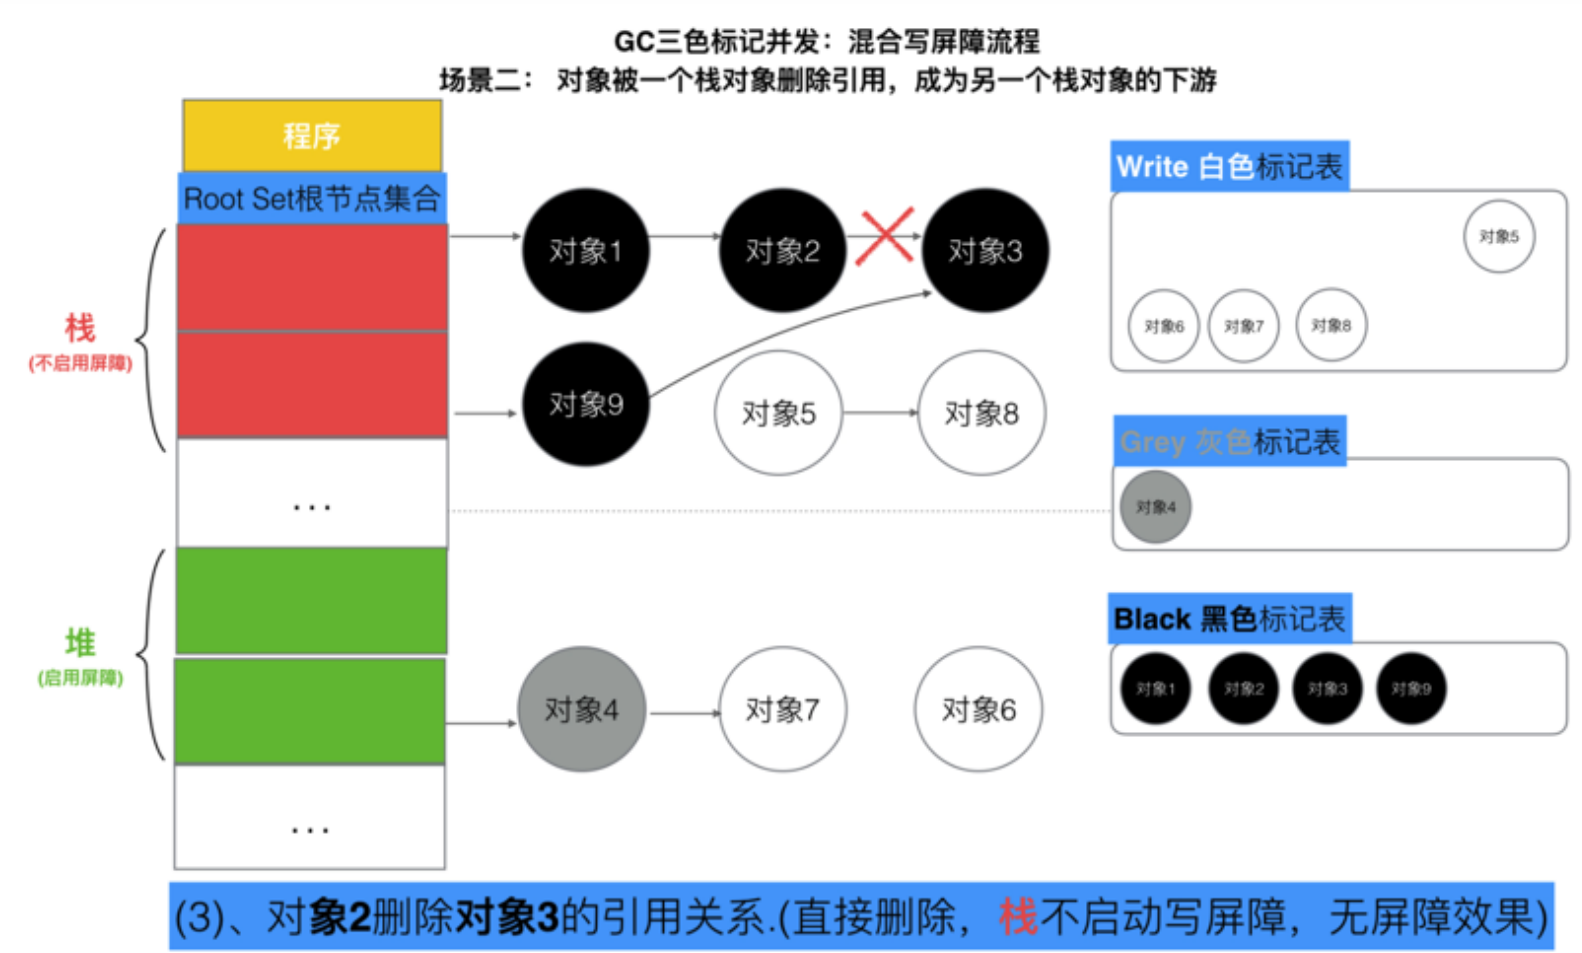 GC三色标记并发：混合写屏障流程
场景二： 对象被一个栈对象删除引用，成为另一个栈对象的下游
程序
Root Set根节点集合
栈
(不启用屏障)
...
堆
(启用屏障)
...
对象1
对象2
对象3
对象9
对象5
对象8
对象4
对象7
对象6
Write 白色标记表
对象5
对象6
对象7
对象8
Grey 灰色标记表
对象4
Black 黑色标记表
对象1
对象2
对象3
对象9
(3)、对象2删除对象3的引用关系.(直接删除，栈不启动写屏障，无屏障效果)